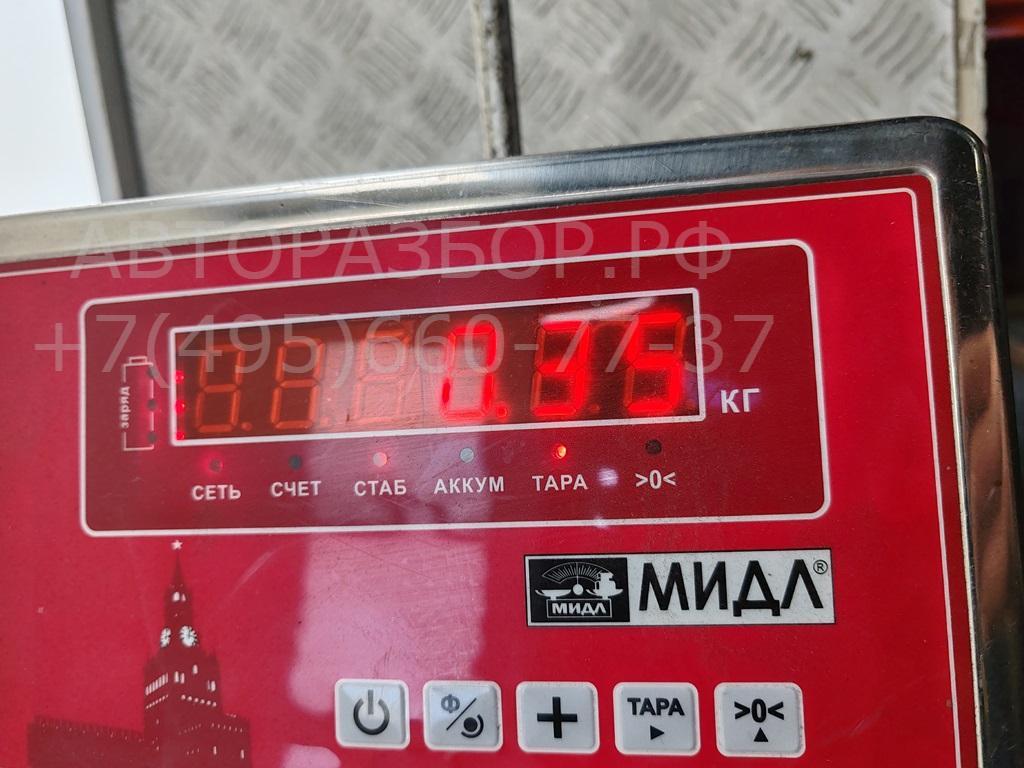 АВТОРАЗБОР.РФ
+7(495)660-77-37
заряд
0.35
КГ
СЕТЬ СЧЕТ СТАБ АККУМ ТАРА >0<
МИДЛ МИДЛ®
Ф ТАРА >0<